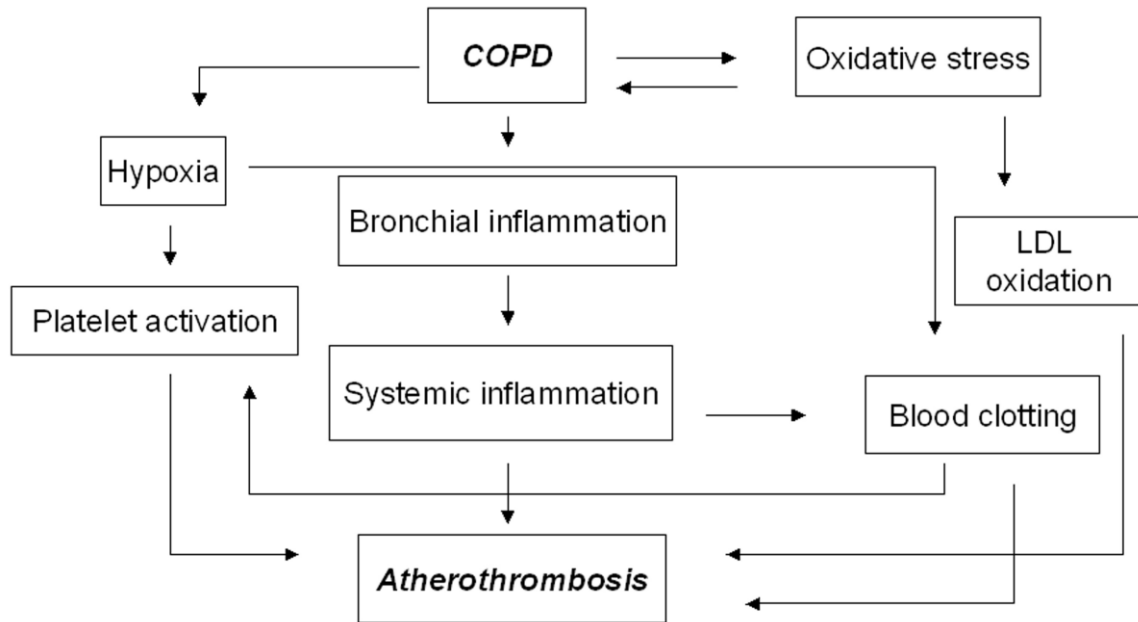 COPD
Oxidative stress
Hypoxia
Bronchial inflammation
LDL
oxidation
Platelet activation
Systemic inflammation
Blood clotting
Atherothrombosis